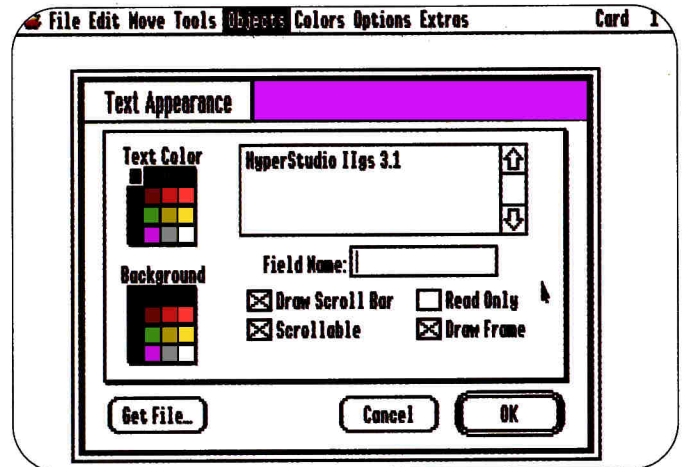 File Edit Move Tools Objects Colors Options Extras Card 1
Text Appearance
Text Color
HyperStudio IIgs 3.1
Field Name:
Background
Draw Scroll Bar Read Only
Scrollable Draw Frame
Get File… Cancel OK